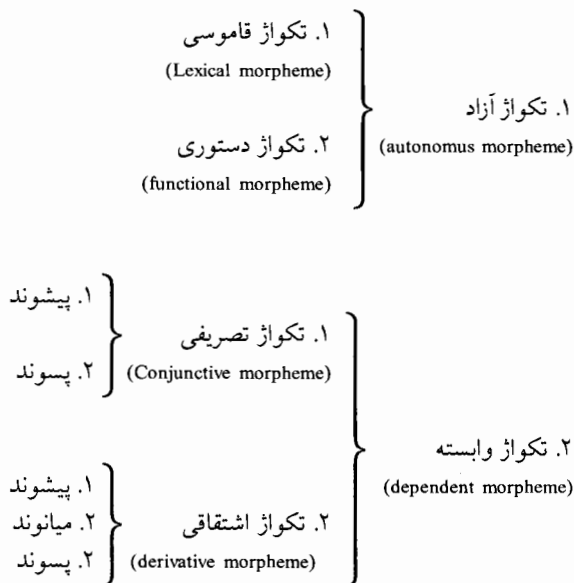 ۱. تکواژ آزاد
(autonomus morpheme)
۱. تکواژ قاموسی
(Lexical morpheme)
۲. تکواژ دستوری
(functional morpheme)
۲. تکواژ وابسته
(dependent morpheme)
۱. تکواژ تصریفی
(Conjunctive morpheme)
۱. پیشوند
۲. پسوند
۲. تکواژ اشتقاقی
(derivative morpheme)
۱. پیشوند
۲. میانوند
۲. پسوند